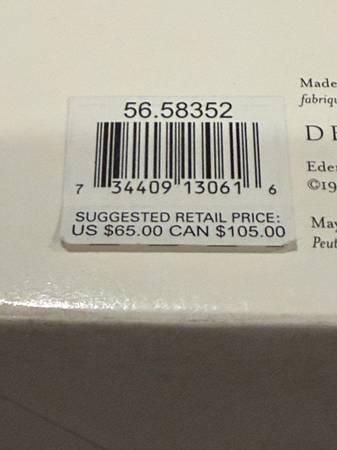 56.58352
7 34409 13061 6
SUGGESTED RETAIL PRICE:
US $65.00 CAN $105.00
Made
fabriqu
DE
Eden
©19
May
Peut